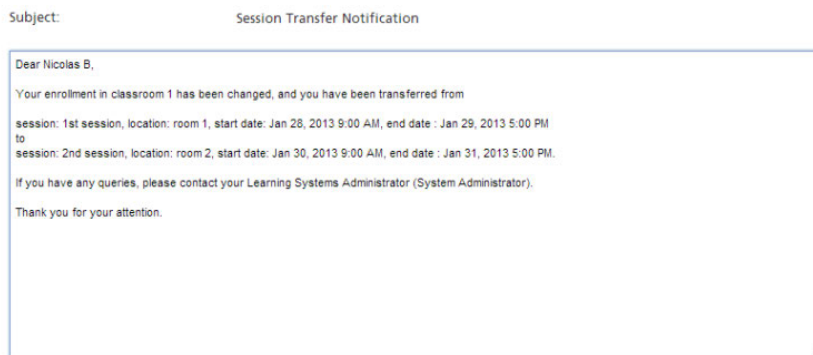 Subject: Session Transfer Notification
Dear Nicolas B,
Your enrollment in classroom 1 has been changed, and you have been transferred from
session: 1st session, location: room 1, start date: Jan 28, 2013 9:00 AM, end date : Jan 29, 2013 5:00 PM
to
session: 2nd session, location: room 2, start date: Jan 30, 2013 9:00 AM, end date : Jan 31, 2013 5:00 PM.
If you have any queries, please contact your Learning Systems Administrator (System Administrator).
Thank you for your attention.